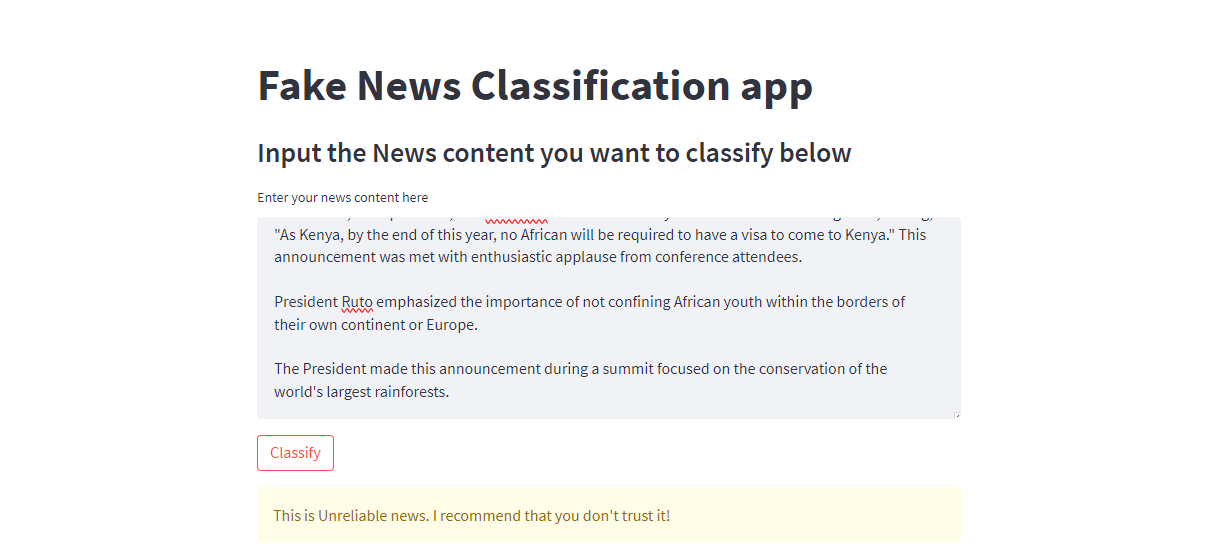 Fake News Classification app
Input the News content you want to classify below
Enter your news content here
"As Kenya, by the end of this year, no African will be required to have a visa to come to Kenya." This
announcement was met with enthusiastic applause from conference attendees.
President Ruto emphasized the importance of not confining African youth within the borders of
their own continent or Europe.
The President made this announcement during a summit focused on the conservation of the
world's largest rainforests.
Classify
This is Unreliable news. I recommend that you don't trust it!